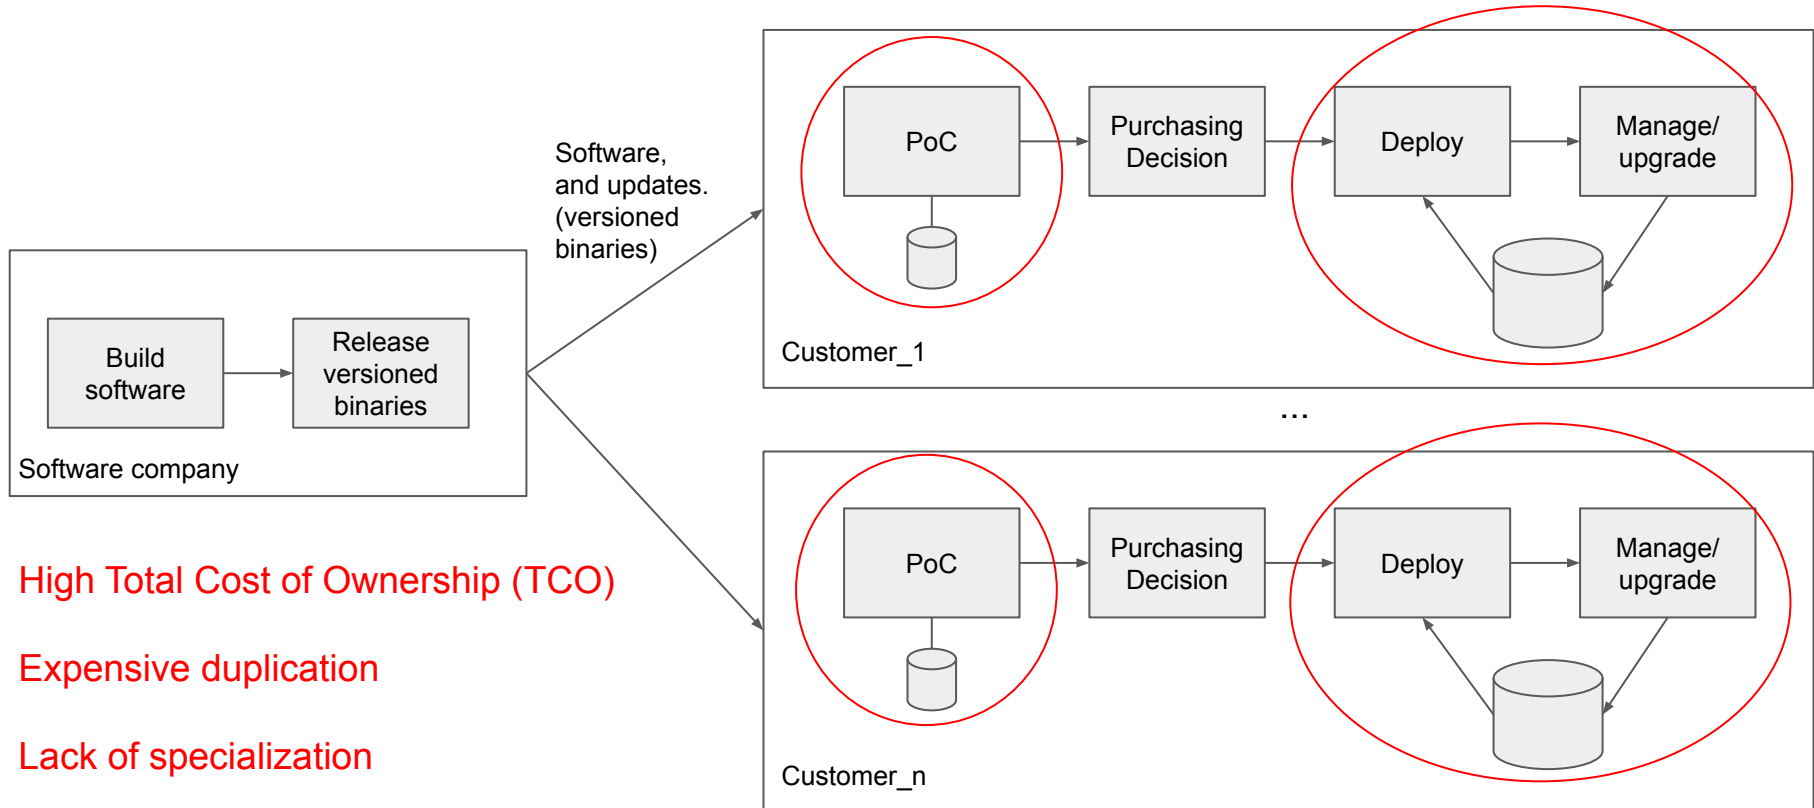 Software,
and updates.
(versioned
binaries)
PoC
Purchasing
Decision
Deploy
Manage/
upgrade
Customer_1
...
Build
software
Release
versioned
binaries
Software company
PoC
Purchasing
Decision
Deploy
Manage/
upgrade
Customer_n
High Total Cost of Ownership (TCO)
Expensive duplication
Lack of specialization